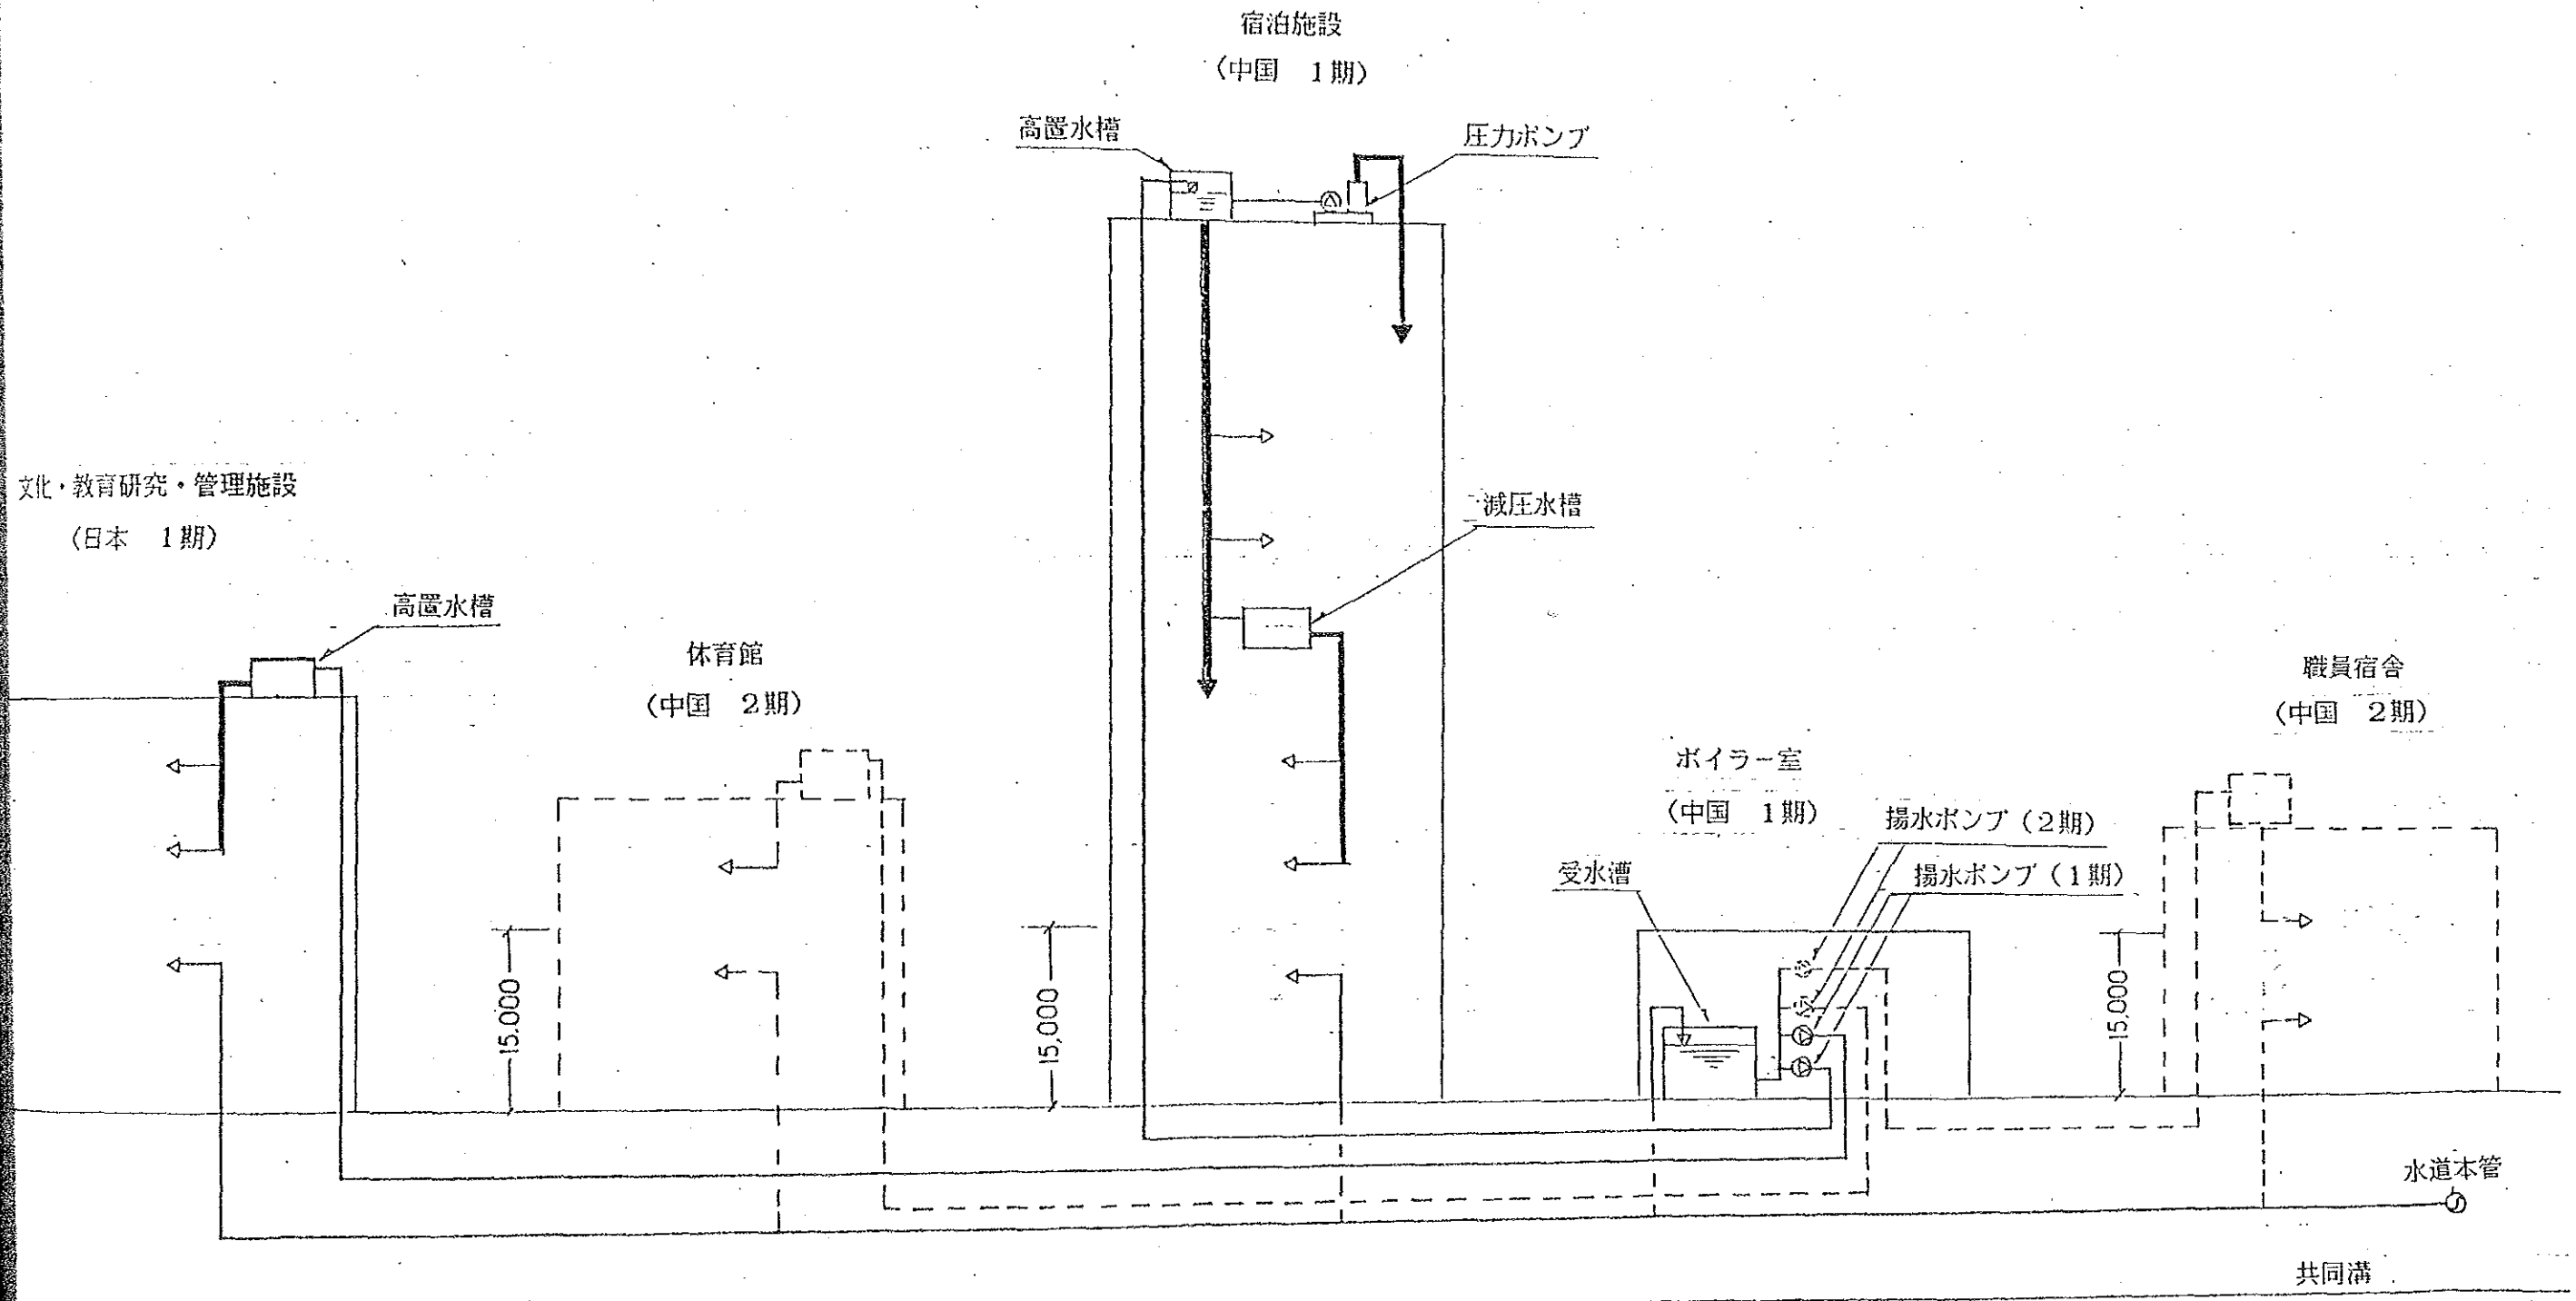 宿泊施設
（中国　1期）
高置水槽
圧力ポンプ
文化・教育研究・管理施設
（日本　1期）
高置水槽
減圧水槽
体育館
（中国　2期）
職員宿舎
（中国　2期）
ボイラー室
（中国　1期）
揚水ポンプ（2期）
揚水ポンプ（1期）
受水漕
15,000
15,000
15,000
水道本管
共同溝